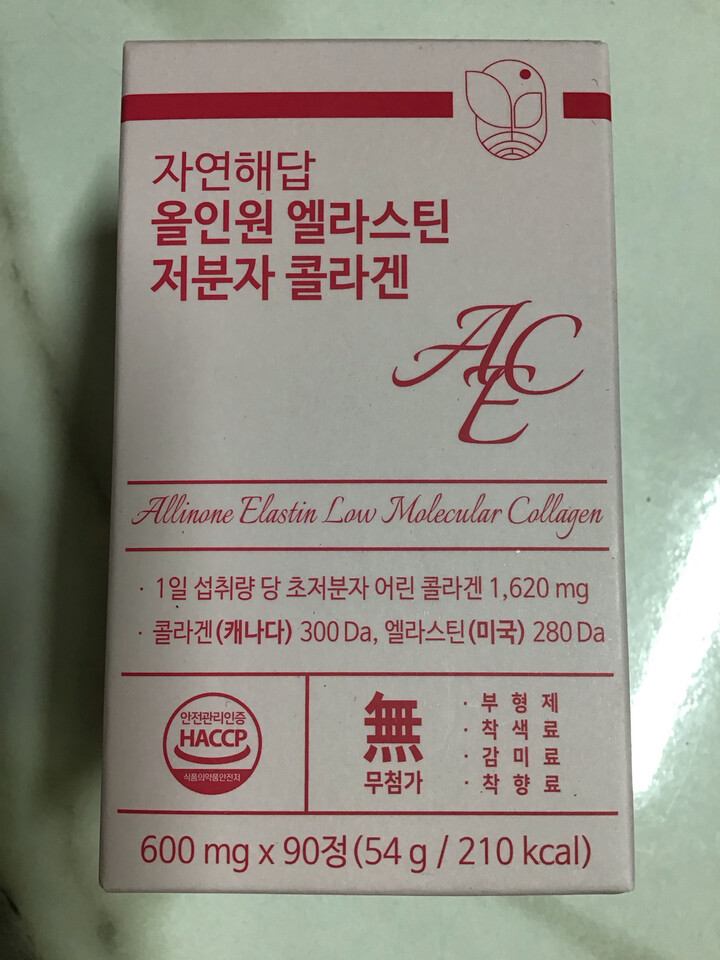 자연해답
올인원 엘라스틴
저분자 콜라겐
ACE
Allinone Elastin Low Molecular Collagen
· 1일 섭취량 당 초저분자 어린 콜라겐 1,620 mg
· 콜라겐(캐나다) 300 Da, 엘라스틴(미국) 280 Da
안전관리인증
HACCP
식품의약품안전처
無
무첨가
· 부형제
· 착색료
· 감미료
· 착향료
600 mg x 90정(54 g / 210 kcal)